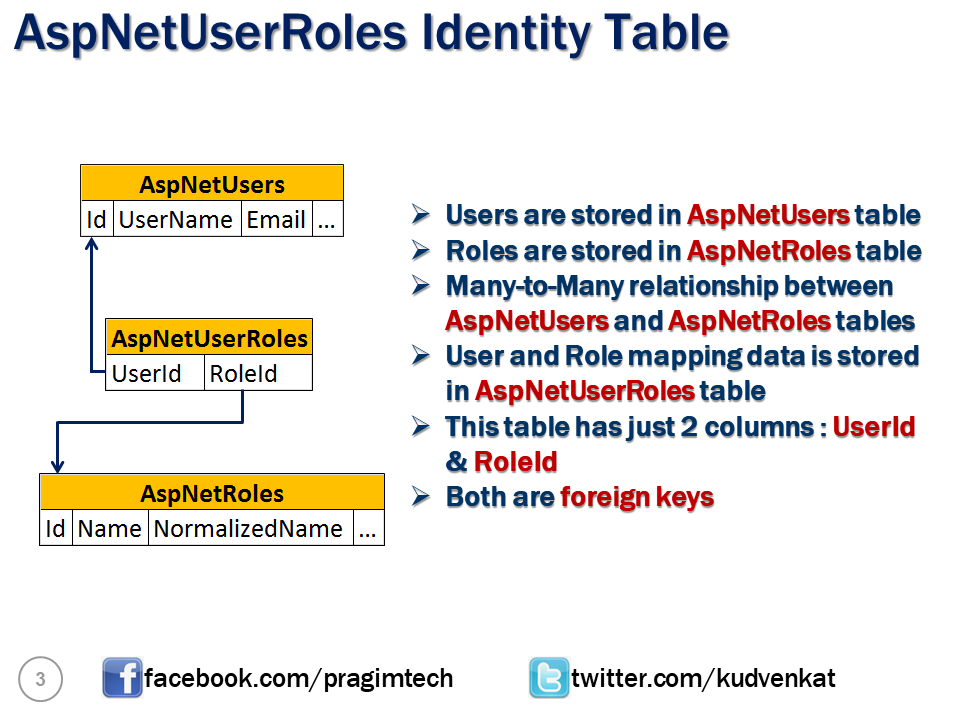 AspNetUserRoles Identity Table
AspNetUsers
Id UserName Email ...
AspNetUserRoles
UserId RoleId
AspNetRoles
Id Name NormalizedName ...
Users are stored in AspNetUsers table
Roles are stored in AspNetRoles table
Many-to-Many relationship between
AspNetUsers and AspNetRoles tables
User and Role mapping data is stored
in AspNetUserRoles table
This table has just 2 columns : UserId
& RoleId
Both are foreign keys
3
facebook.com/pragimtech
twitter.com/kudvenkat